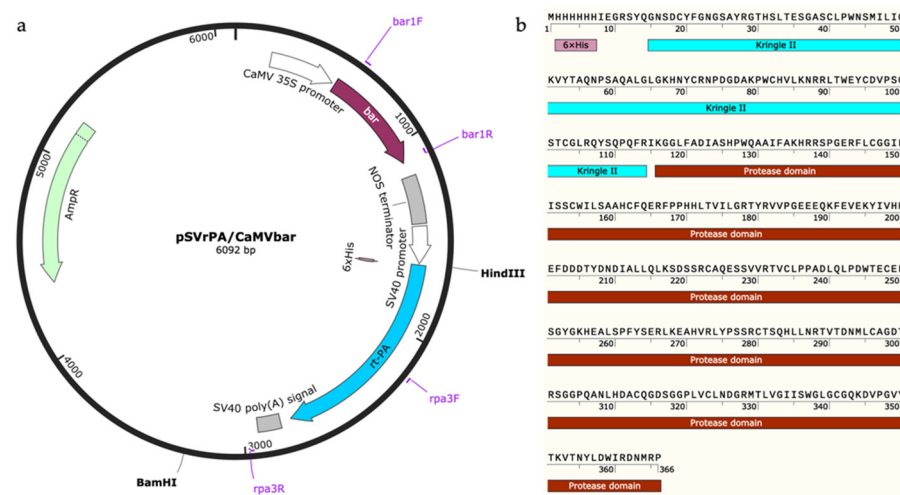 a
6000
bar1F
CaMV 35S promoter
bar
1000
bar1R
5000
AmpR
NOS terminator
pSVrPA/CaMVbar
6092 bp
6xHis
SV40 promoter
HindIII
2000
rt-PA
4000
SV40 poly(A) signal
rpa3F
3000
BamHI
rpa3R
b
MHHHHHHIEGRSYQGNSDCYFGNGSAYRGTHSLTESGASCLPWNSMILIG
1 10 20 30 40 50
6×His Kringle II
KVYTAQNPSAQALGLGKHNYCRNPDGDAKPWCHVLKNRRLTWEYCDVPSC
60 70 80 90 100
Kringle II
STCGLRQYSQPQFRIKGGLFADIASHPWQAAIFAKHRRSPGERFLCGGI
110 120 130 140 150
Kringle II Protease domain
ISSCWILSAAHCFQERFPPHHLTVILGRTYRVVPGEEEQKFEVEKYIVH
160 170 180 190 200
Protease domain
EFDDDTYDNDIALLQLKSDSSRCAQESSVVRTVCLPPADLQLPDWTECE
210 220 230 240 250
Protease domain
SGYGKHEALSPFYSERLKEAHVRLYPSSRCTSQHLLNRTVTDNMLCAGDT
260 270 280 290 300
Protease domain
RSGGPQANLHDACQGDSGGPLVCLNDGRMTLVGIISWGLGCGQKDVPGVY
310 320 330 340 350
Protease domain
TKVTNYLDWIRDNMRP
360 366
Protease domain